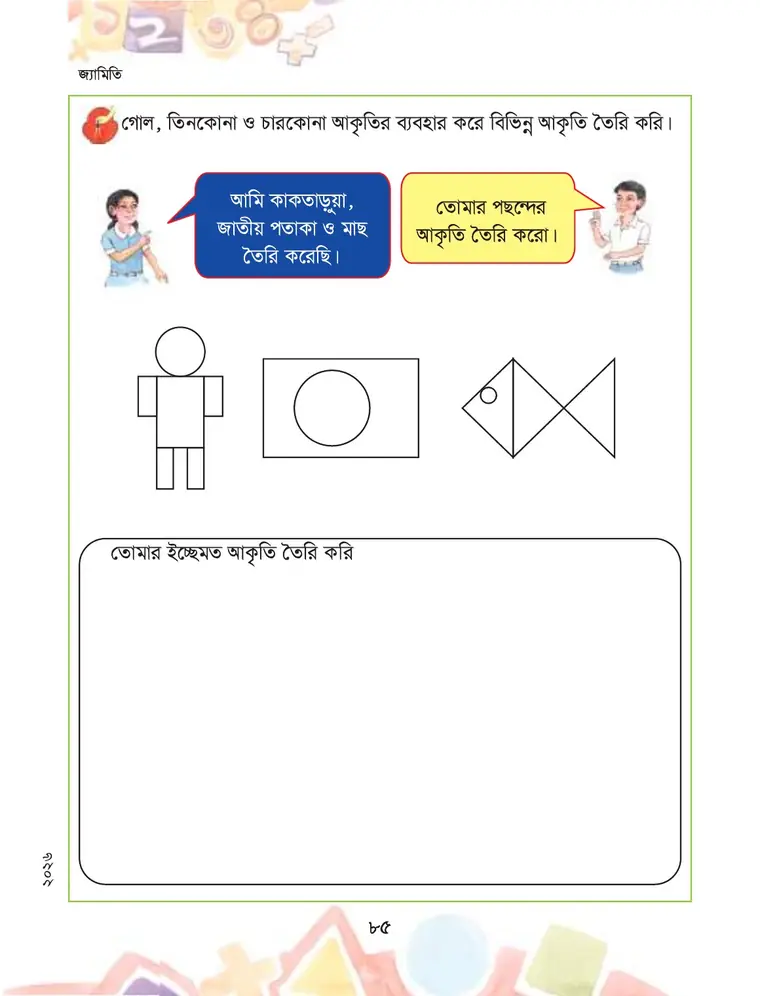 জ্যামিতি
গোল, তিনকোনা ও চারকোনা আকৃতির ব্যবহার করে বিভিন্ন আকৃতি তৈরি করি।
আমি কাকতাড়ুয়া,
জাতীয় পতাকা ও মাছ
তৈরি করেছি।
তোমার পছন্দের
আকৃতি তৈরি করো।
তোমার ইচ্ছেমত আকৃতি তৈরি করি
২০২৬
৮৫